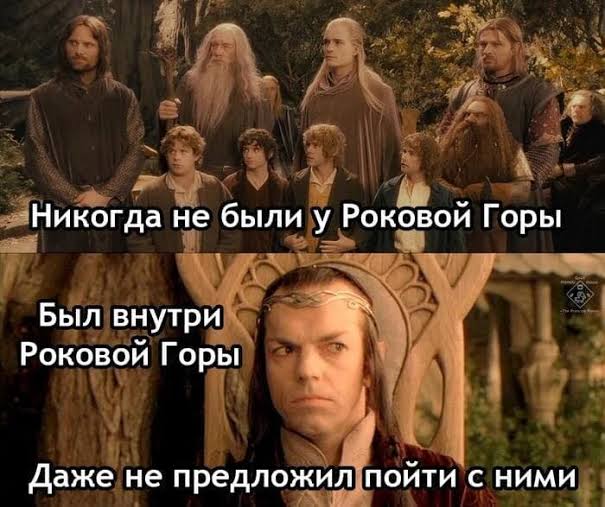 Никогда не были у Роковой Горы
Был внутри
Роковой Горы
Даже не предложил пойти с ними